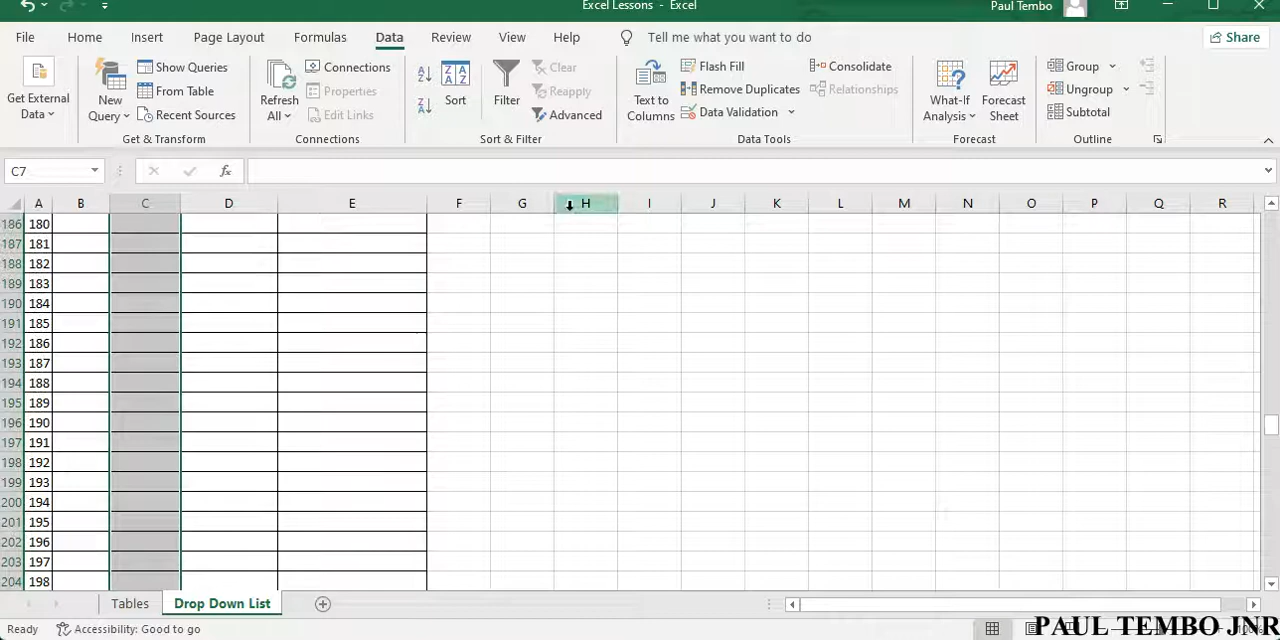 Excel Lessons - Excel
Paul Tembo
File Home Insert Page Layout Formulas Data Review View Help Tell me what you want to do Share
Get External Data
New Query
Show Queries
From Table
Recent Sources
Get & Transform
Refresh All
Connections
Properties
Edit Links
Connections
Sort
Filter
Clear
Reapply
Advanced
Sort & Filter
Text to Columns
Flash Fill
Remove Duplicates
Data Validation
Consolidate
Relationships
Data Tools
What-If Analysis
Forecast Sheet
Forecast
Group
Ungroup
Subtotal
Outline
C7 fx
A B C D E F G H I J K L M N O P Q R
186 180
187 181
188 182
189 183
190 184
191 185
192 186
193 187
194 188
195 189
196 190
197 191
198 192
199 193
200 194
201 195
202 196
203 197
204 198
Tables Drop Down List
Ready Accessibility: Good to go
PAUL TEMBO JNR